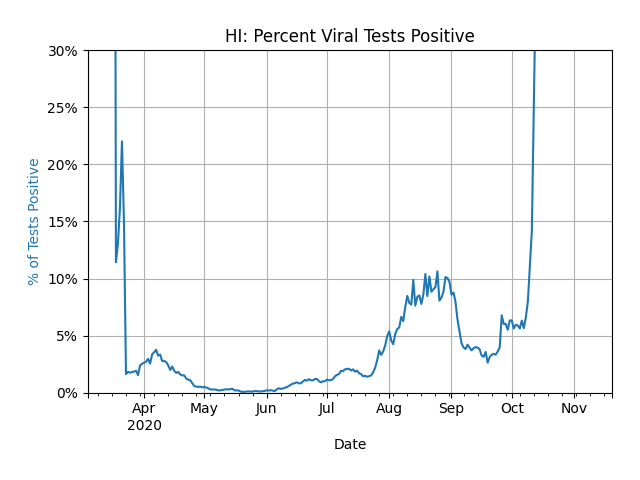 HI: Percent Viral Tests Positive
30%
25%
20%
15%
10%
5%
0%
% of Tests Positive
Apr May Jun Jul Aug Sep Oct Nov
2020
Date